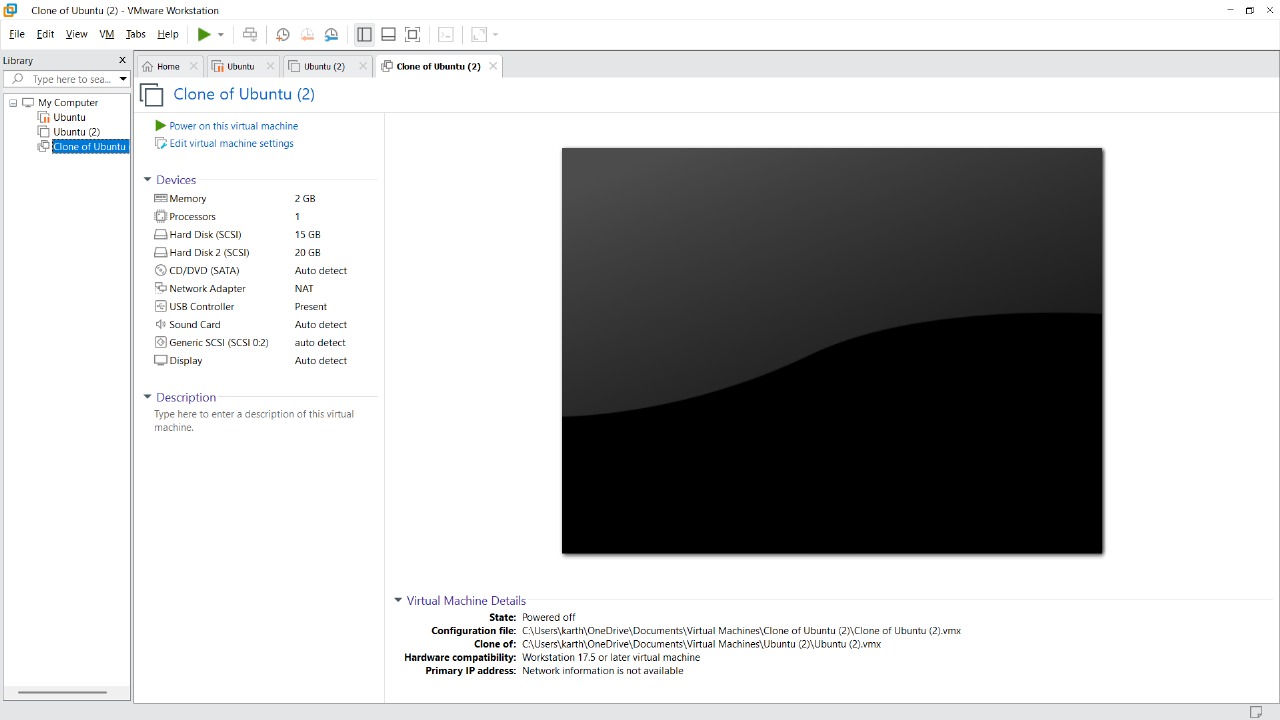 Clone of Ubuntu (2) - VMware Workstation
File Edit View VM Tabs Help
Library
Type here to sea...
Home
Ubuntu
Ubuntu (2)
Clone of Ubuntu (2)
My Computer
Ubuntu
Ubuntu (2)
Clone of Ubuntu
Clone of Ubuntu (2)
Power on this virtual machine
Edit virtual machine settings
Devices
Memory 2 GB
Processors 1
Hard Disk (SCSI) 15 GB
Hard Disk 2 (SCSI) 20 GB
CD/DVD (SATA) Auto detect
Network Adapter NAT
USB Controller Present
Sound Card Auto detect
Generic SCSI (SCSI 0:2) auto detect
Display Auto detect
Description
Type here to enter a description of this virtual
machine.
Virtual Machine Details
State: Powered off
Configuration file: C:\Users\karth\OneDrive\Documents\Virtual Machines\Clone of Ubuntu (2)\Clone of Ubuntu (2).vmx
Clone of: C:\Users\karth\OneDrive\Documents\Virtual Machines\Ubuntu (2)\Ubuntu (2).vmx
Hardware compatibility: Workstation 17.5 or later virtual machine
Primary IP address: Network information is not available